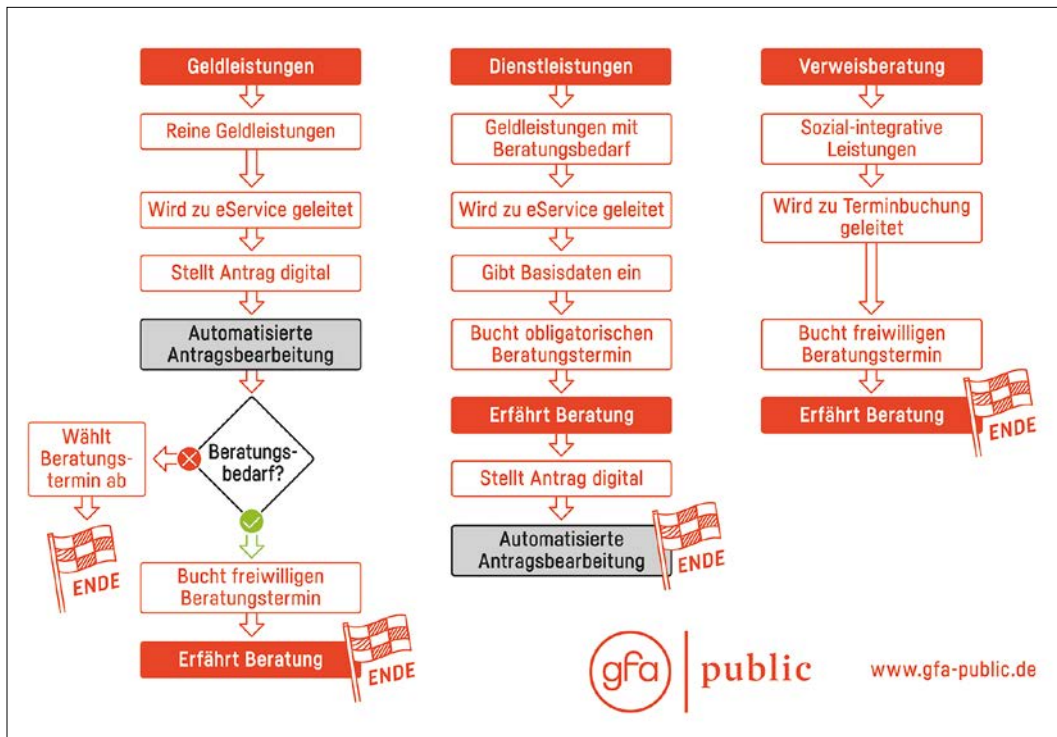 Geldleistungen
Reine Geldleistungen
Wird zu eService geleitet
Stellt Antrag digital
Automatisierte
Antragsbearbeitung
Beratungs-
bedarf?
Wählt
Beratungs-
termin ab
ENDE
Bucht freiwilligen
Beratungstermin
Erfährt Beratung
ENDE
Dienstleistungen
Geldleistungen mit
Beratungsbedarf
Wird zu eService geleitet
Gibt Basisdaten ein
Bucht obligatorischen
Beratungstermin
Erfährt Beratung
Stellt Antrag digital
Automatisierte
Antragsbearbeitung
ENDE
Verweisberatung
Sozial-integrative
Leistungen
Wird zu Terminbuchung
geleitet
Bucht freiwilligen
Beratungstermin
Erfährt Beratung
ENDE
gfa public
www.gfa-public.de